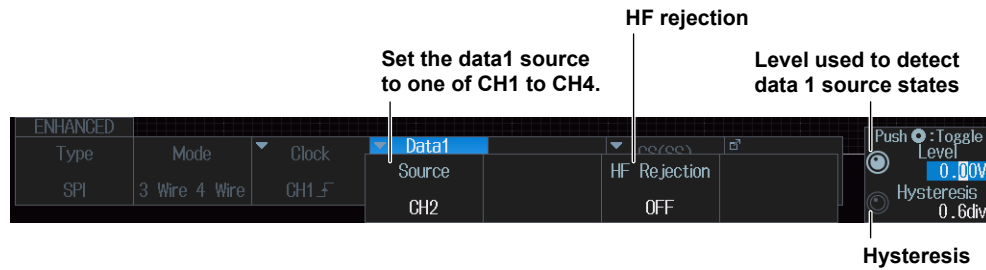 HF rejection
Set the data1 source
to one of CH1 to CH4.
Level used to detect
data 1 source states
ENHANCED
Type
SPI
Mode
3 Wire 4 Wire
Clock
CH1
Data1
Source
CH2
HF Rejection
OFF
CS(SS)
Push :Toggle
Level
0.00V
Hysteresis
0.6div
Hysteresis